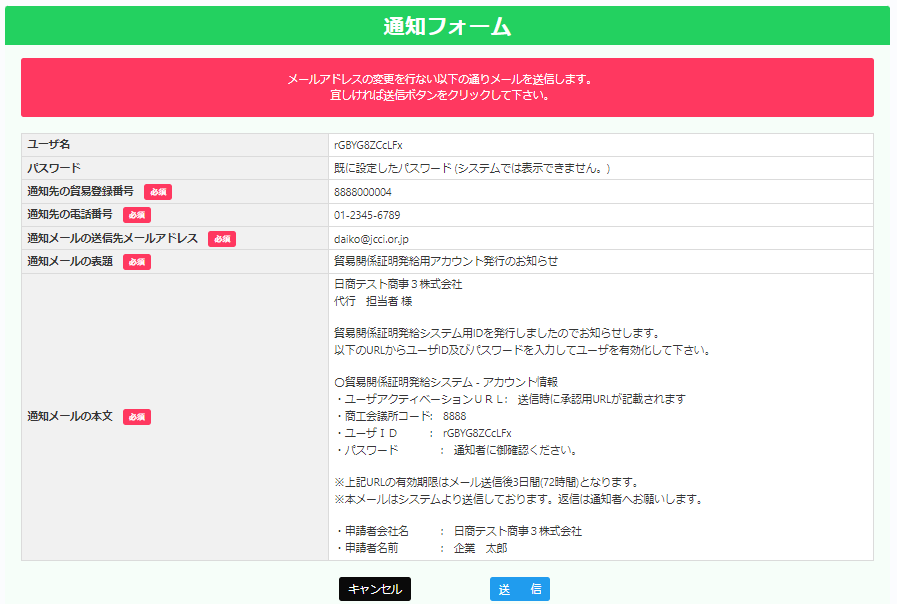 通知フォーム
メールアドレスの変更を行ない以下の通りメールを送信します。
宜しければ送信ボタンをクリックして下さい。
ユーザ名 rGBYG8ZCcLFx
パスワード 既に設定したパスワード (システムでは表示できません。)
通知先の貿易登録番号 必須 8888000004
通知先の電話番号 必須 01-2345-6789
通知メールの送信先メールアドレス 必須 daiko@jcci.or.jp
通知メールの表題 必須 貿易関係証明発給用アカウント発行のお知らせ
通知メールの本文 必須
日商テスト商事３株式会社
代行　担当者 様
貿易関係証明発給システム用IDを発行しましたのでお知らせします。
以下のURLからユーザID及びパスワードを入力してユーザを有効化して下さい。
〇貿易関係証明発給システム - アカウント情報
・ユーザアクティベーションＵＲＬ:　送信時に承認用URLが記載されます
・商工会議所コード:　8888
・ユーザＩＤ　　　:　rGBYG8ZCcLFx
・パスワード　　　　:　通知者に御確認ください。
※上記URLの有効期限はメール送信後3日間(72時間)となります。
※本メールはシステムより送信しております。返信は通知者へお願いします。
・申請者会社名　　　:　日商テスト商事３株式会社
・申請者名前　　　　:　企業　太郎
キャンセル 送　信